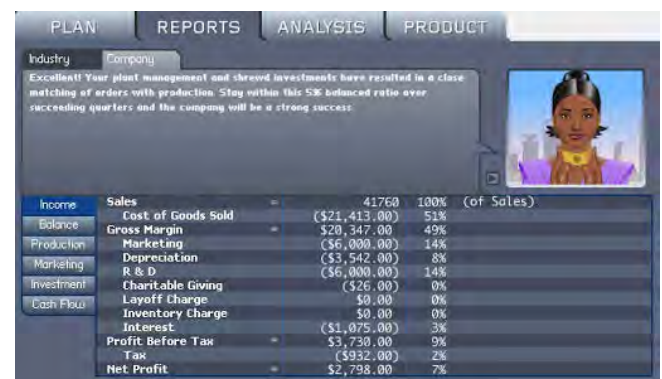 PLAN REPORTS ANALYSIS PRODUCT
Industry Company
Excellent! Your plant management and shrewd investments have resulted in a close
matching of orders with production. Stay within this 5% balanced ratio over
succeeding quarters and the company will be a strong success.
Income
Balance
Production
Marketing
Investment
Cash Flow
Sales = 41760 100% (of Sales)
Cost of Goods Sold ($21,413.00) 51%
Gross Margin = $20,347.00 49%
Marketing ($6,000.00) 14%
Depreciation ($3,542.00) 8%
R & D ($6,000.00) 14%
Charitable Giving ($26.00) 0%
Layoff Charge $0.00 0%
Inventory Charge $0.00 0%
Interest ($1,075.00) 3%
Profit Before Tax = $3,730.00 9%
Tax ($932.00) 2%
Net Profit = $2,798.00 7%